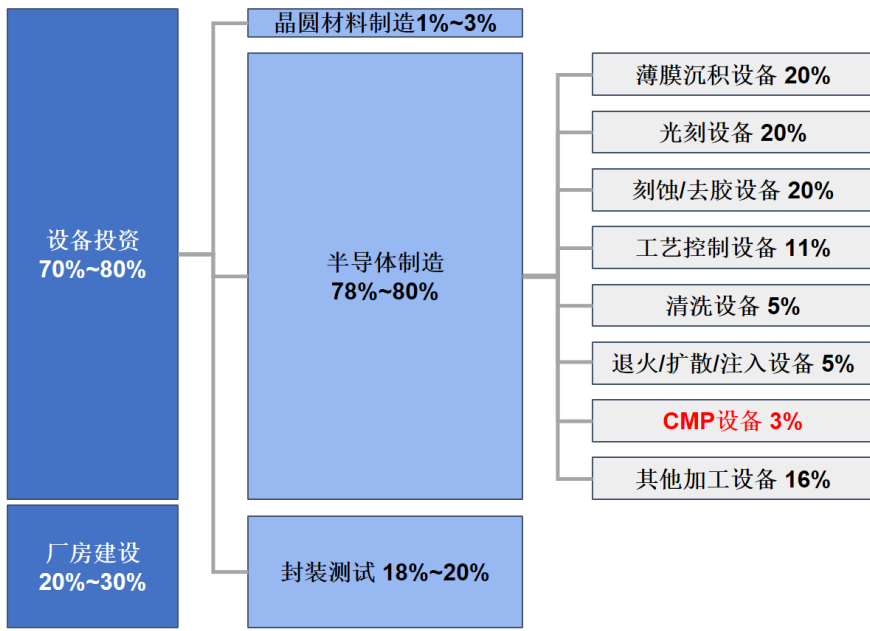 设备投资
70%~80%
厂房建设
20%~30%
晶圆材料制造1%~3%
半导体制造
78%~80%
封装测试 18%~20%
薄膜沉积设备 20%
光刻设备 20%
刻蚀/去胶设备 20%
工艺控制设备 11%
清洗设备 5%
退火/扩散/注入设备 5%
CMP设备 3%
其他加工设备 16%